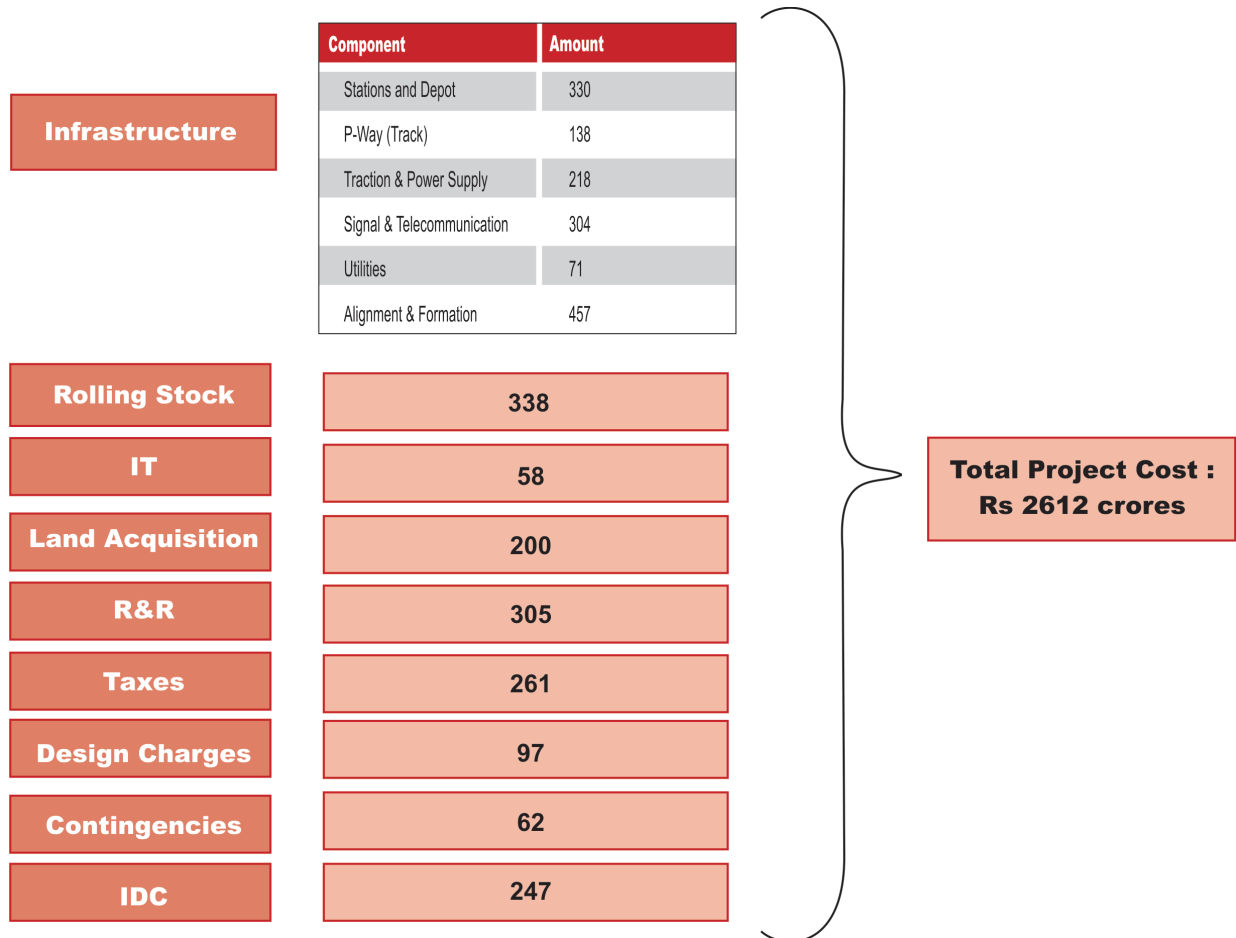 Component Amount
Stations and Depot 330
Infrastructure
P-Way (Track) 138
Traction & Power Supply 218
Signal & Telecommunication 304
Utilities 71
Alignment & Formation 457
Rolling Stock 338
IT 58
Land Acquisition 200
R&R 305
Taxes 261
Design Charges 97
Contingencies 62
IDC 247
Total Project Cost :
Rs 2612 crores